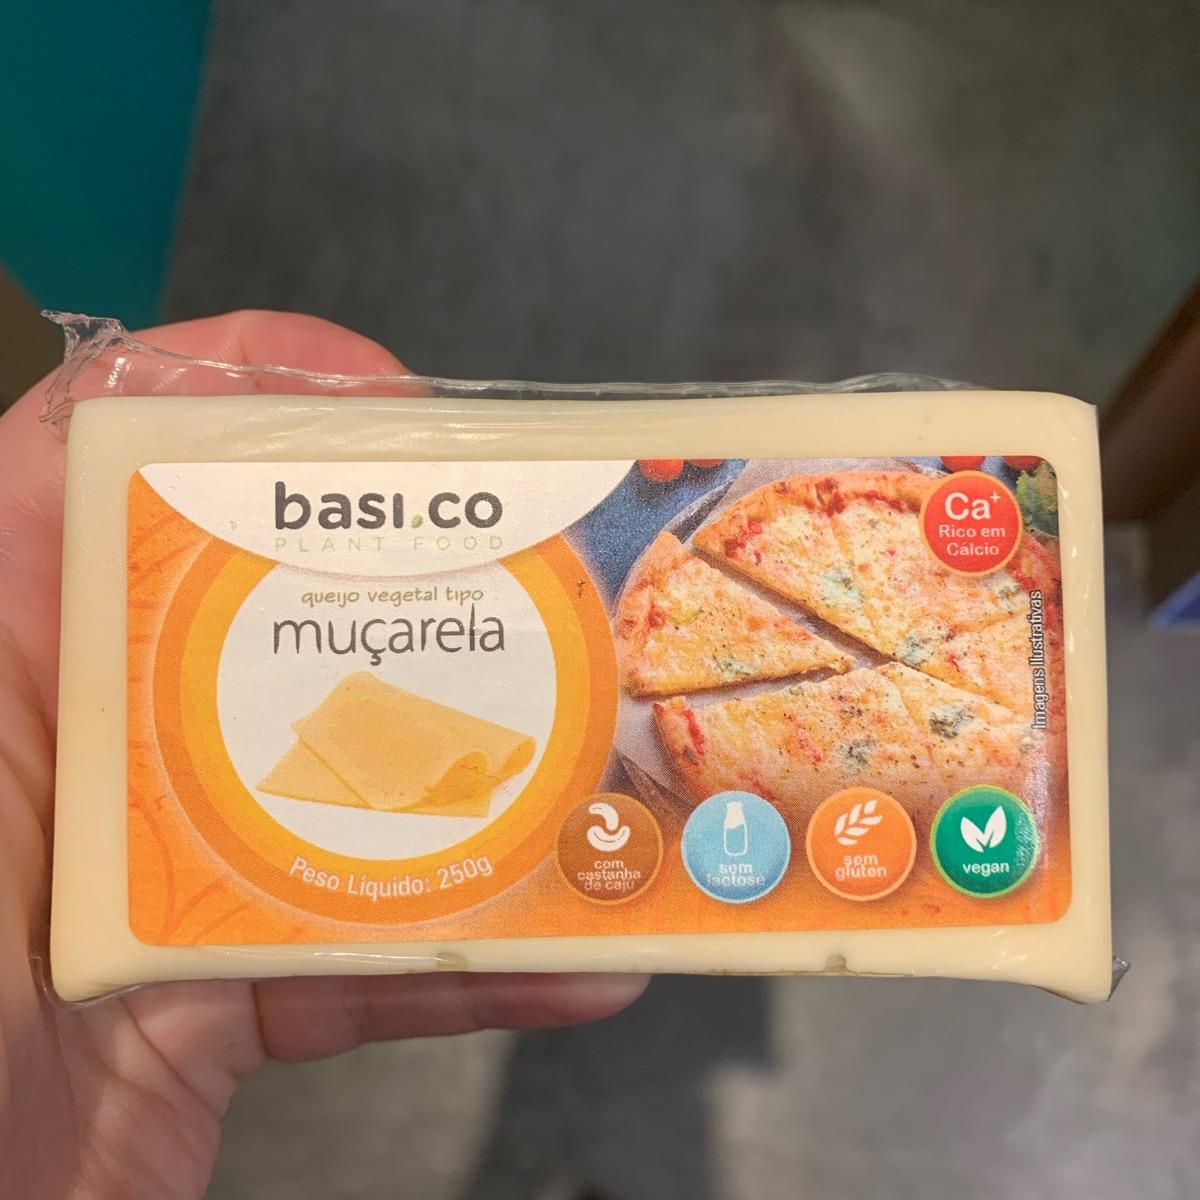 basi.co
PLANT FOOD
queijo vegetal tipo
muçarela
Peso Líquido: 250g
Ca+
Rico em
Cálcio
Imagens Ilustrativas
com
castanha
de caju
sem
lactose
sem
glúten
vegan